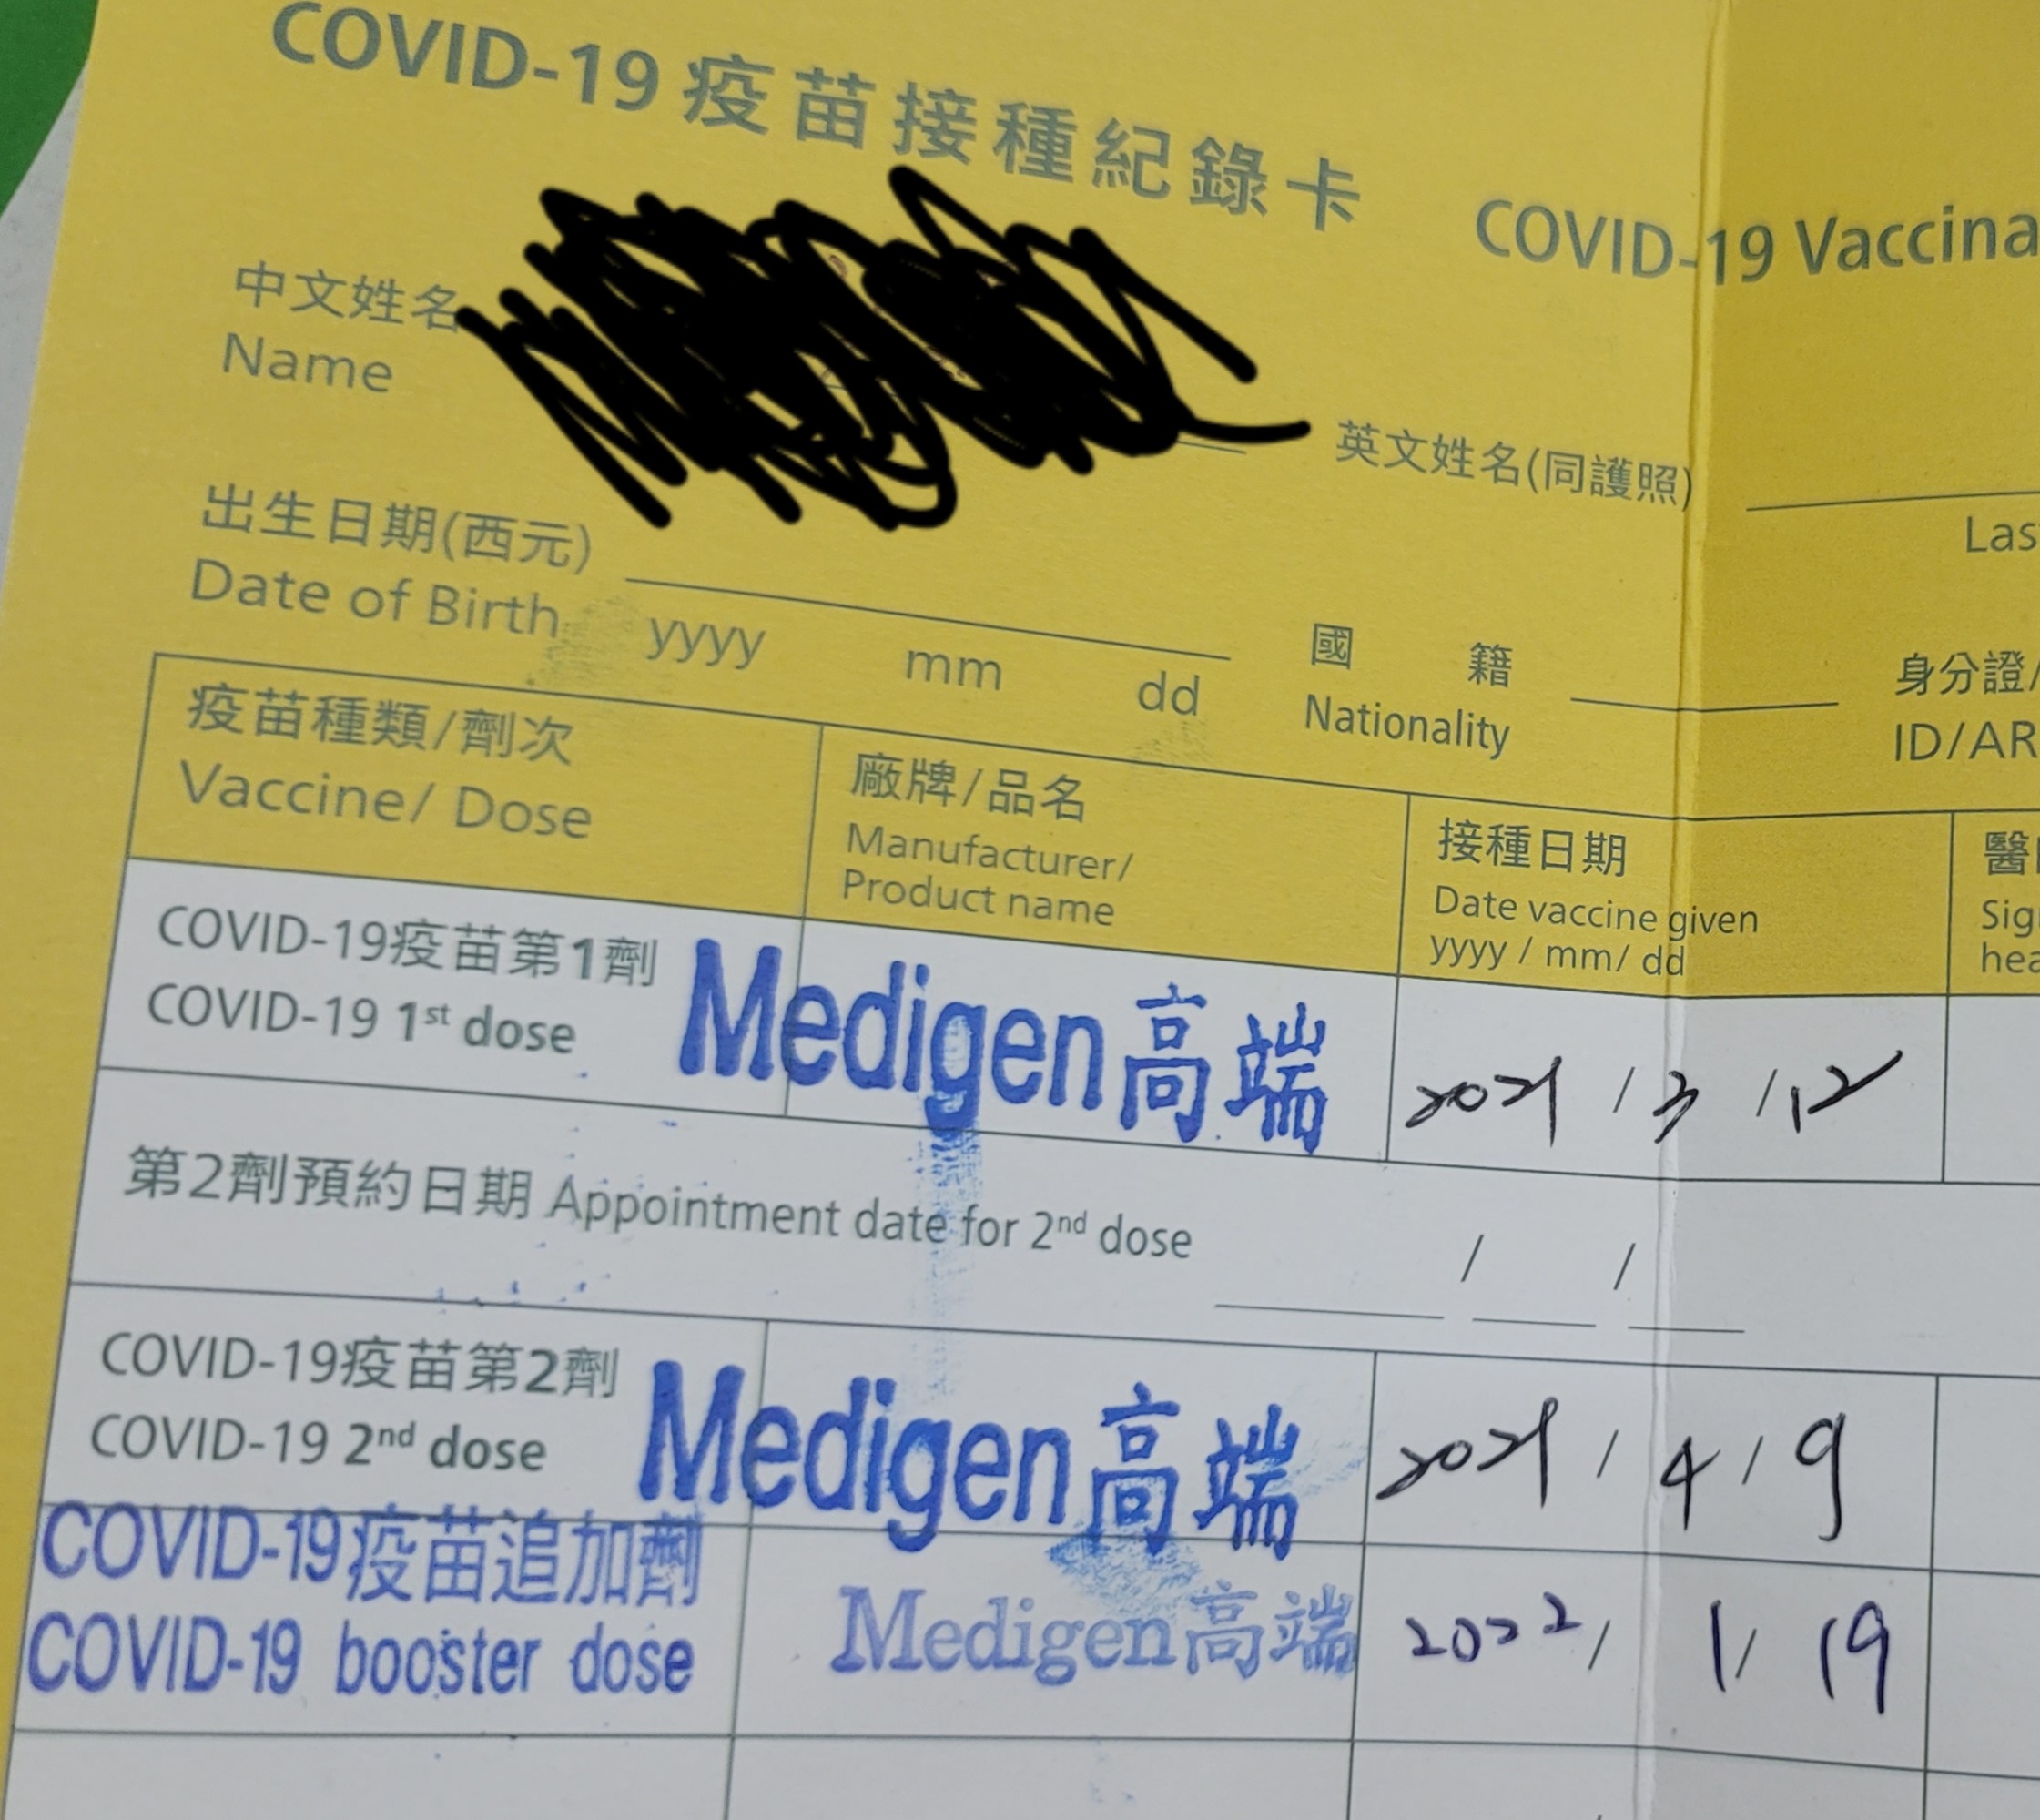 COVID-19 疫苗接種紀錄卡 COVID-19 Vaccina
中文姓名
Name
英文姓名(同護照)
Las
出生日期(西元)
Date of Birth yyyy mm dd
國籍
Nationality
身分證/
ID/AR
疫苗種類/劑次
Vaccine/ Dose
廠牌/品名
Manufacturer/
Product name
接種日期
Date vaccine given
yyyy / mm/ dd
Sig
hea
COVID-19疫苗第1劑
COVID-19 1st dose
Medigen高端
2021 / 3 / 12
第2劑預約日期 Appointment date for 2nd dose / /
COVID-19疫苗第2劑
COVID-19 2nd dose
Medigen高端
2021 / 4 / 9
COVID-19疫苗追加劑
COVID-19 booster dose
Medigen高端
2022 / 1 / 19